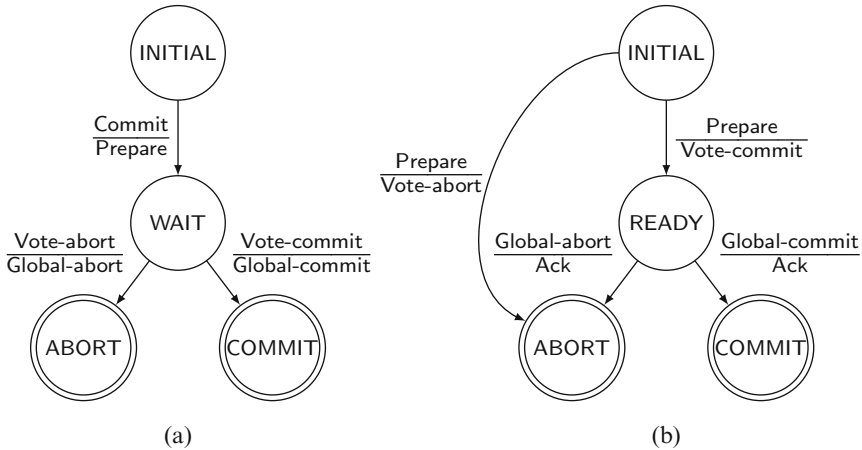 INITIAL
Commit
Prepare
WAIT
Vote-abort
Global-abort
Vote-commit
Global-commit
ABORT
COMMIT
(a)
INITIAL
Prepare
Vote-commit
Prepare
Vote-abort
READY
Global-abort
Ack
Global-commit
Ack
ABORT
COMMIT
(b)